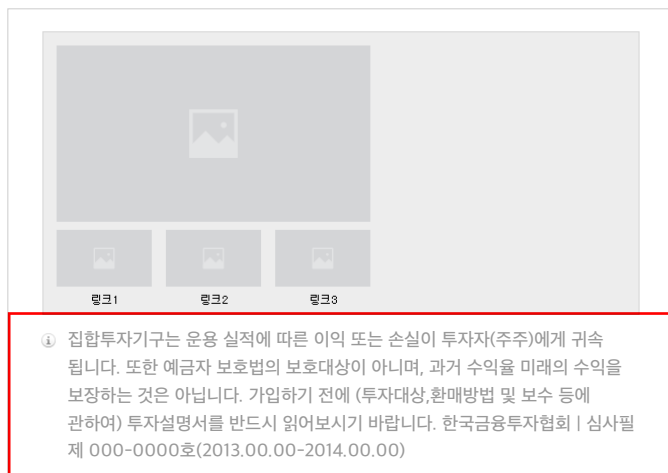 링크1
링크2
링크3
집합투자기구는 운용 실적에 따른 이익 또는 손실이 투자자(주주)에게 귀속
됩니다. 또한 예금자 보호법의 보호대상이 아니며, 과거 수익율 미래의 수익을
보장하는 것은 아닙니다. 가입하기 전에 (투자대상,환매방법 및 보수 등에
관하여) 투자설명서를 반드시 읽어보시기 바랍니다. 한국금융투자협회 | 심사필
제 000-0000호(2013.00.00-2014.00.00)